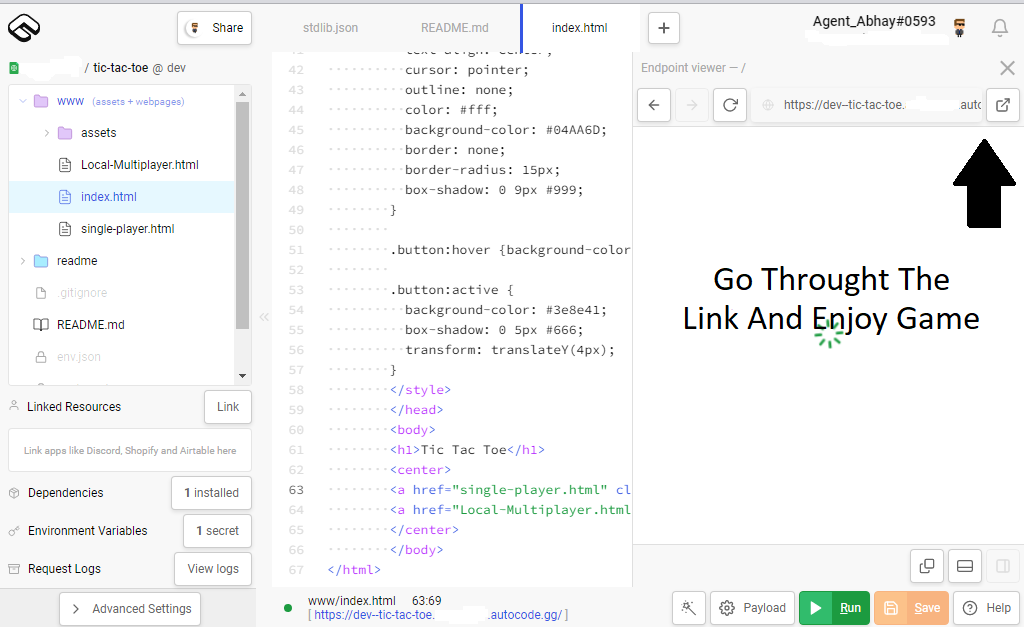 Share
stdlib.json
README.md
index.html
Agent_Abhay#0593
/ tic-tac-toe @ dev
www (assets + webpages)
assets
Local-Multiplayer.html
index.html
single-player.html
readme
.gitignore
README.md
env.json
Linked Resources
Link
Link apps like Discord, Shopify and Airtable here
Dependencies
1 installed
Environment Variables
1 secret
Request Logs
View logs
Advanced Settings
42 cursor: pointer;
43 outline: none;
44 color: #fff;
45 background-color: #04AA6D;
46 border: none;
47 border-radius: 15px;
48 box-shadow: 0 9px #999;
49 }
50
51 .button:hover {background-color
52
53 .button:active {
54 background-color: #3e8e41;
55 box-shadow: 0 5px #666;
56 transform: translateY(4px);
57 }
58 </style>
59 </head>
60 <body>
61 <h1>Tic Tac Toe</h1>
62 <center>
63 <a href="single-player.html" cl
64 <a href="Local-Multiplayer.html
65 </center>
66 </body>
67 </html>
www/index.html 63:69
[ https://dev--tic-tac-toe. .autocode.gg/ ]
Endpoint viewer — /
https://dev--tic-tac-toe. .autc
Go Throught The
Link And Enjoy Game
Payload
Run
Save
Help